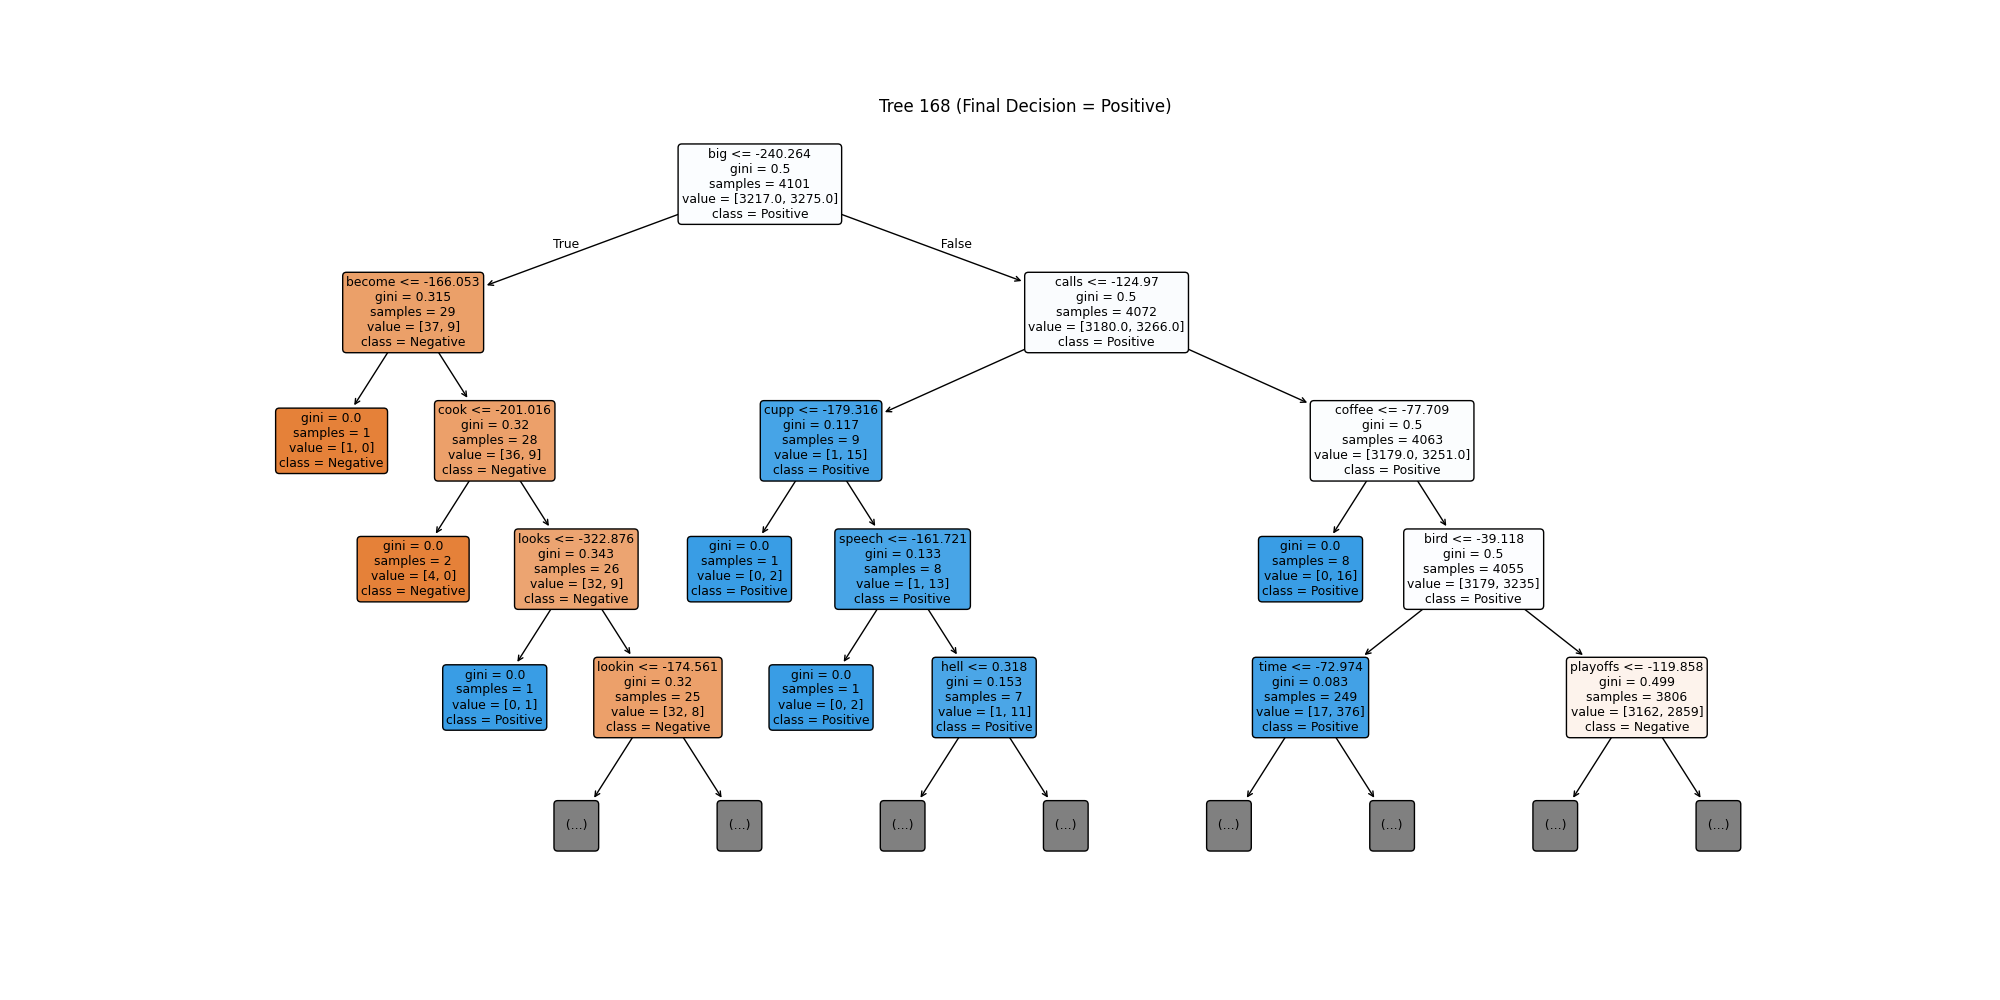 Tree 168 (Final Decision = Positive)
big <= -240.264
gini = 0.5
samples = 4101
value = [3217.0, 3275.0]
class = Positive
True
False
become <= -166.053
gini = 0.315
samples = 29
value = [37, 9]
class = Negative
calls <= -124.97
gini = 0.5
samples = 4072
value = [3180.0, 3266.0]
class = Positive
gini = 0.0
samples = 1
value = [1, 0]
class = Negative
cook <= -201.016
gini = 0.32
samples = 28
value = [36, 9]
class = Negative
cupp <= -179.316
gini = 0.117
samples = 9
value = [1, 15]
class = Positive
coffee <= -77.709
gini = 0.5
samples = 4063
value = [3179.0, 3251.0]
class = Positive
gini = 0.0
samples = 2
value = [4, 0]
class = Negative
looks <= -322.876
gini = 0.343
samples = 26
value = [32, 9]
class = Negative
gini = 0.0
samples = 1
value = [0, 2]
class = Positive
speech <= -161.721
gini = 0.133
samples = 8
value = [1, 13]
class = Positive
gini = 0.0
samples = 8
value = [0, 16]
class = Positive
bird <= -39.118
gini = 0.5
samples = 4055
value = [3179, 3235]
class = Positive
gini = 0.0
samples = 1
value = [0, 1]
class = Positive
lookin <= -174.561
gini = 0.32
samples = 25
value = [32, 8]
class = Negative
gini = 0.0
samples = 1
value = [0, 2]
class = Positive
hell <= 0.318
gini = 0.153
samples = 7
value = [1, 11]
class = Positive
time <= -72.974
gini = 0.083
samples = 249
value = [17, 376]
class = Positive
playoffs <= -119.858
gini = 0.499
samples = 3806
value = [3162, 2859]
class = Negative
(...)
(...)
(...)
(...)
(...)
(...)
(...)
(...)